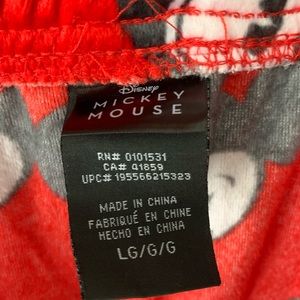 Disney
MICKEY
MOUSE
RN# 0101531
CA# 41859
UPC# 195566215323
MADE IN CHINA
FABRIQUÉ EN CHINE
HECHO EN CHINA
LG/G/G